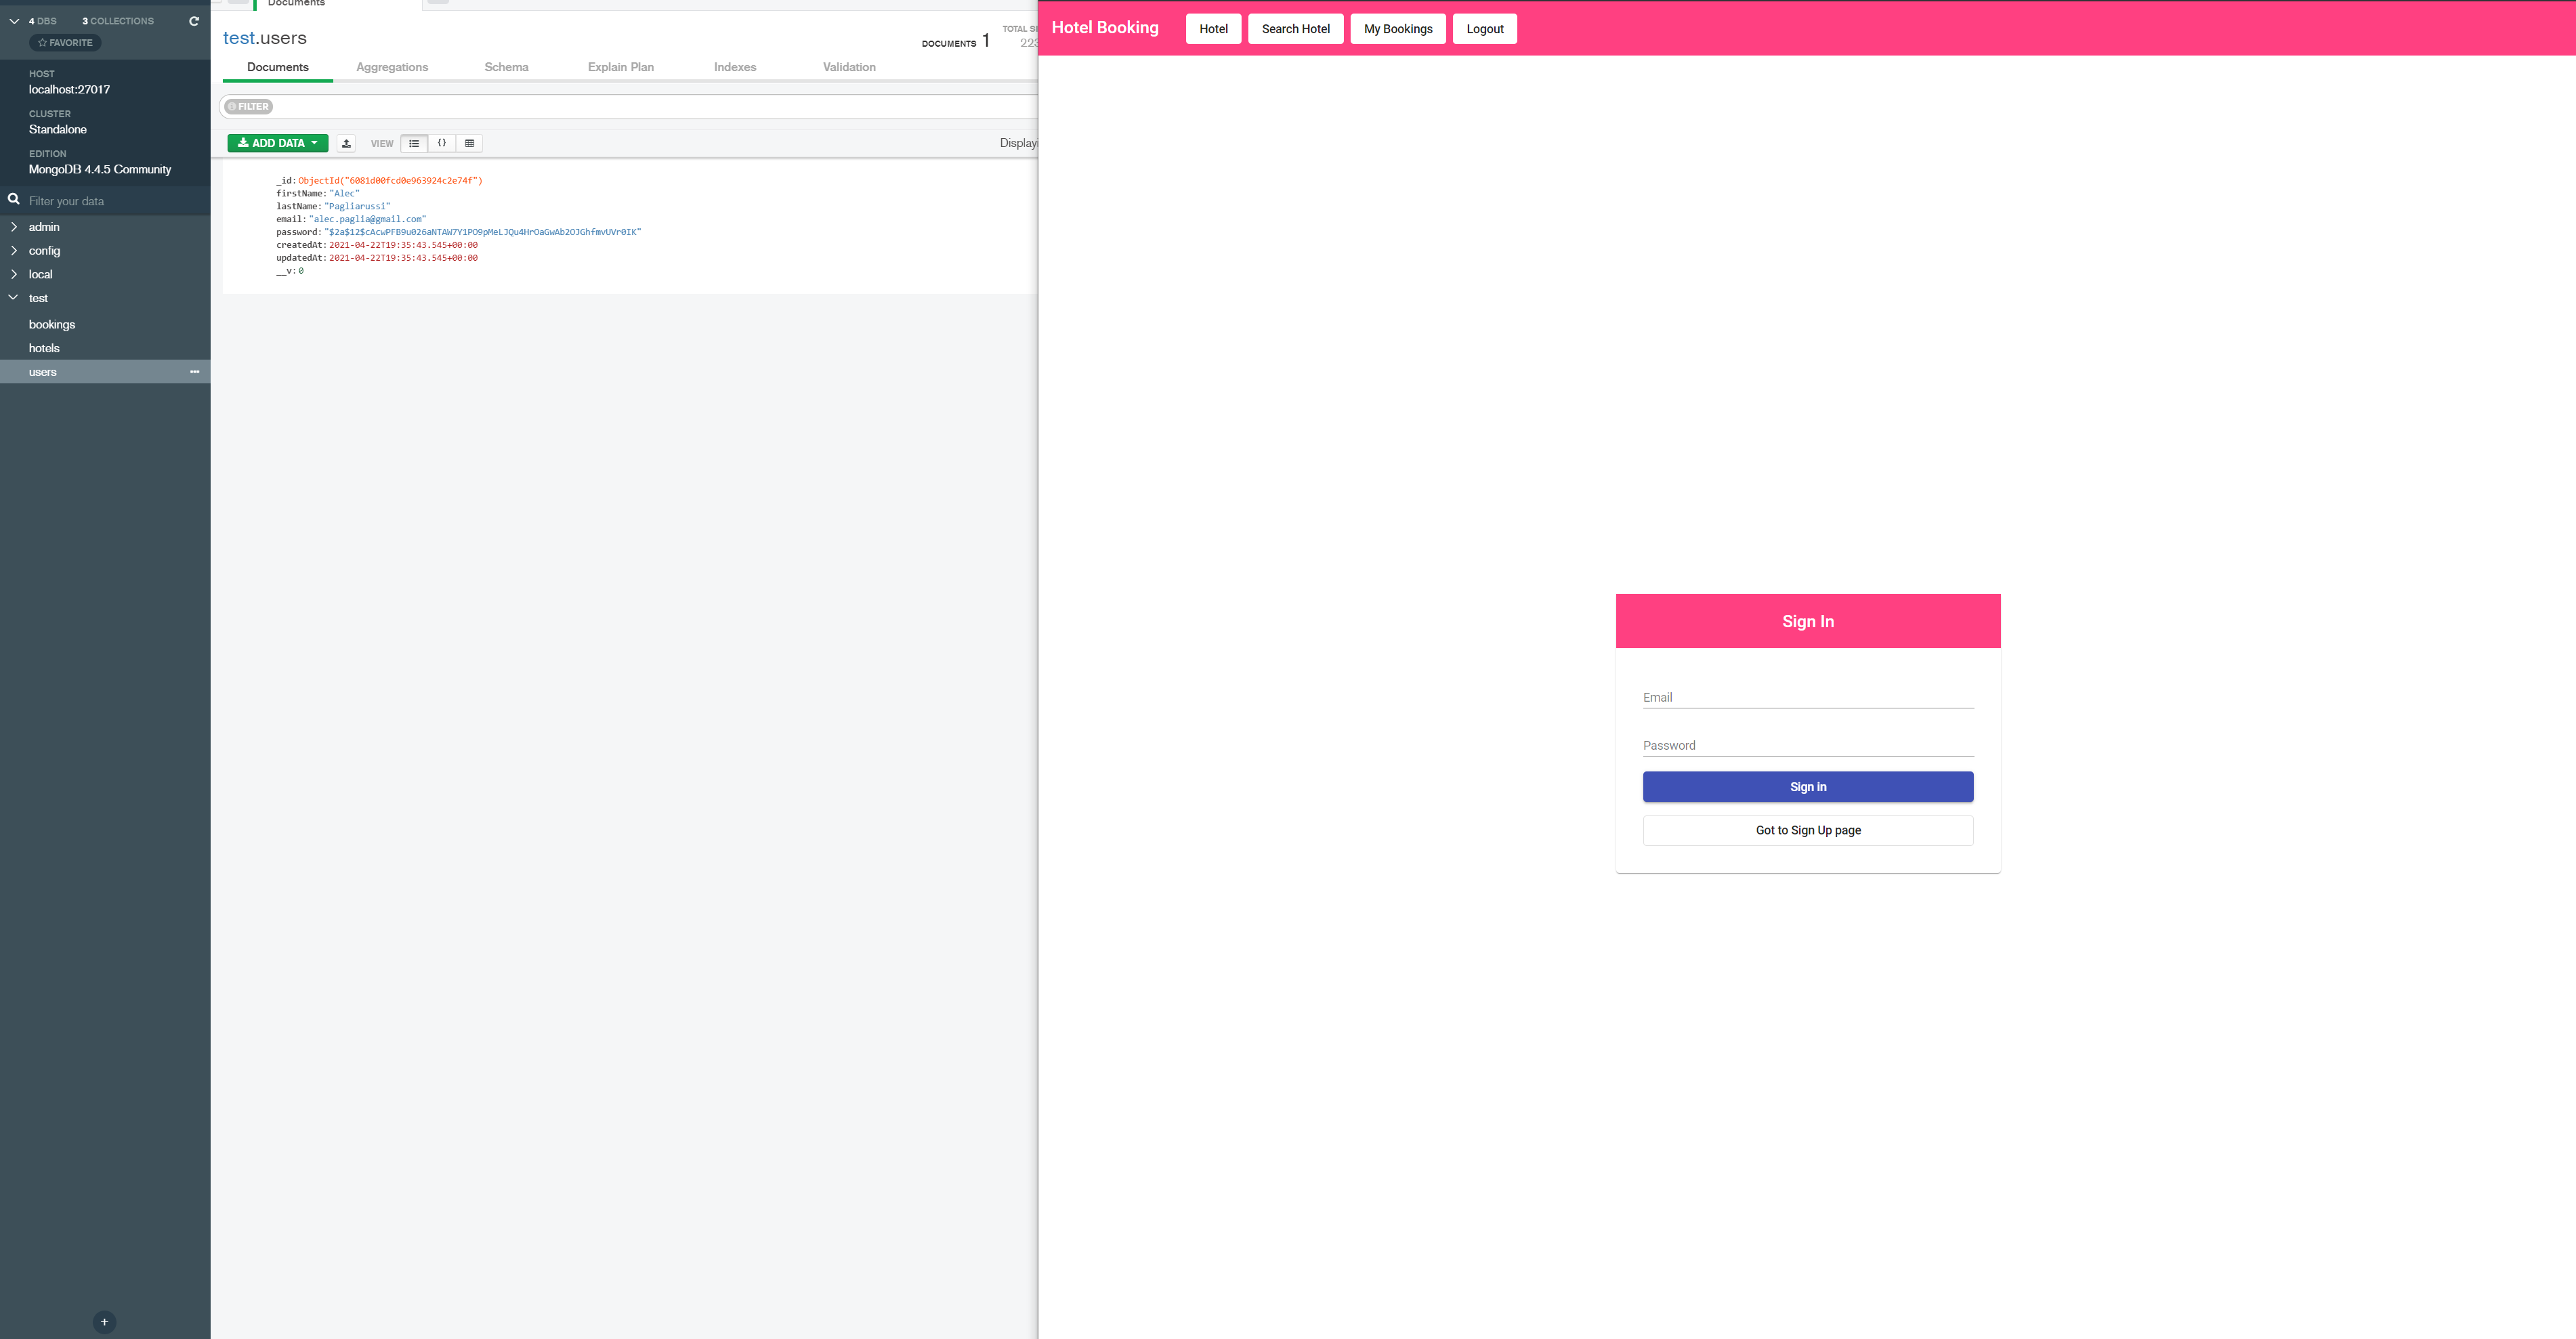 4 DBS 3 COLLECTIONS
FAVORITE
HOST
localhost:27017
CLUSTER
Standalone
EDITION
MongoDB 4.4.5 Community
Filter your data
admin
config
local
test
bookings
hotels
users
Documents
test.users
DOCUMENTS 1
Documents
Aggregations
Schema
Explain Plan
Indexes
Validation
FILTER
ADD DATA
VIEW
_id: ObjectId("6081d00fcd0e963924c2e74f")
firstName: "Alec"
lastName: "Pagliarussi"
email: "alec.paglia@gmail.com"
password: "$2a$12$cAcwPFB9u026aNTAW7Y1PO9pMeLJQu4HrOaGwAb2OJGhfmvUVr0IK"
createdAt: 2021-04-22T19:35:43.545+00:00
updatedAt: 2021-04-22T19:35:43.545+00:00
__v: 0
Hotel Booking
Hotel
Search Hotel
My Bookings
Logout
Sign In
Email
Password
Sign in
Got to Sign Up page